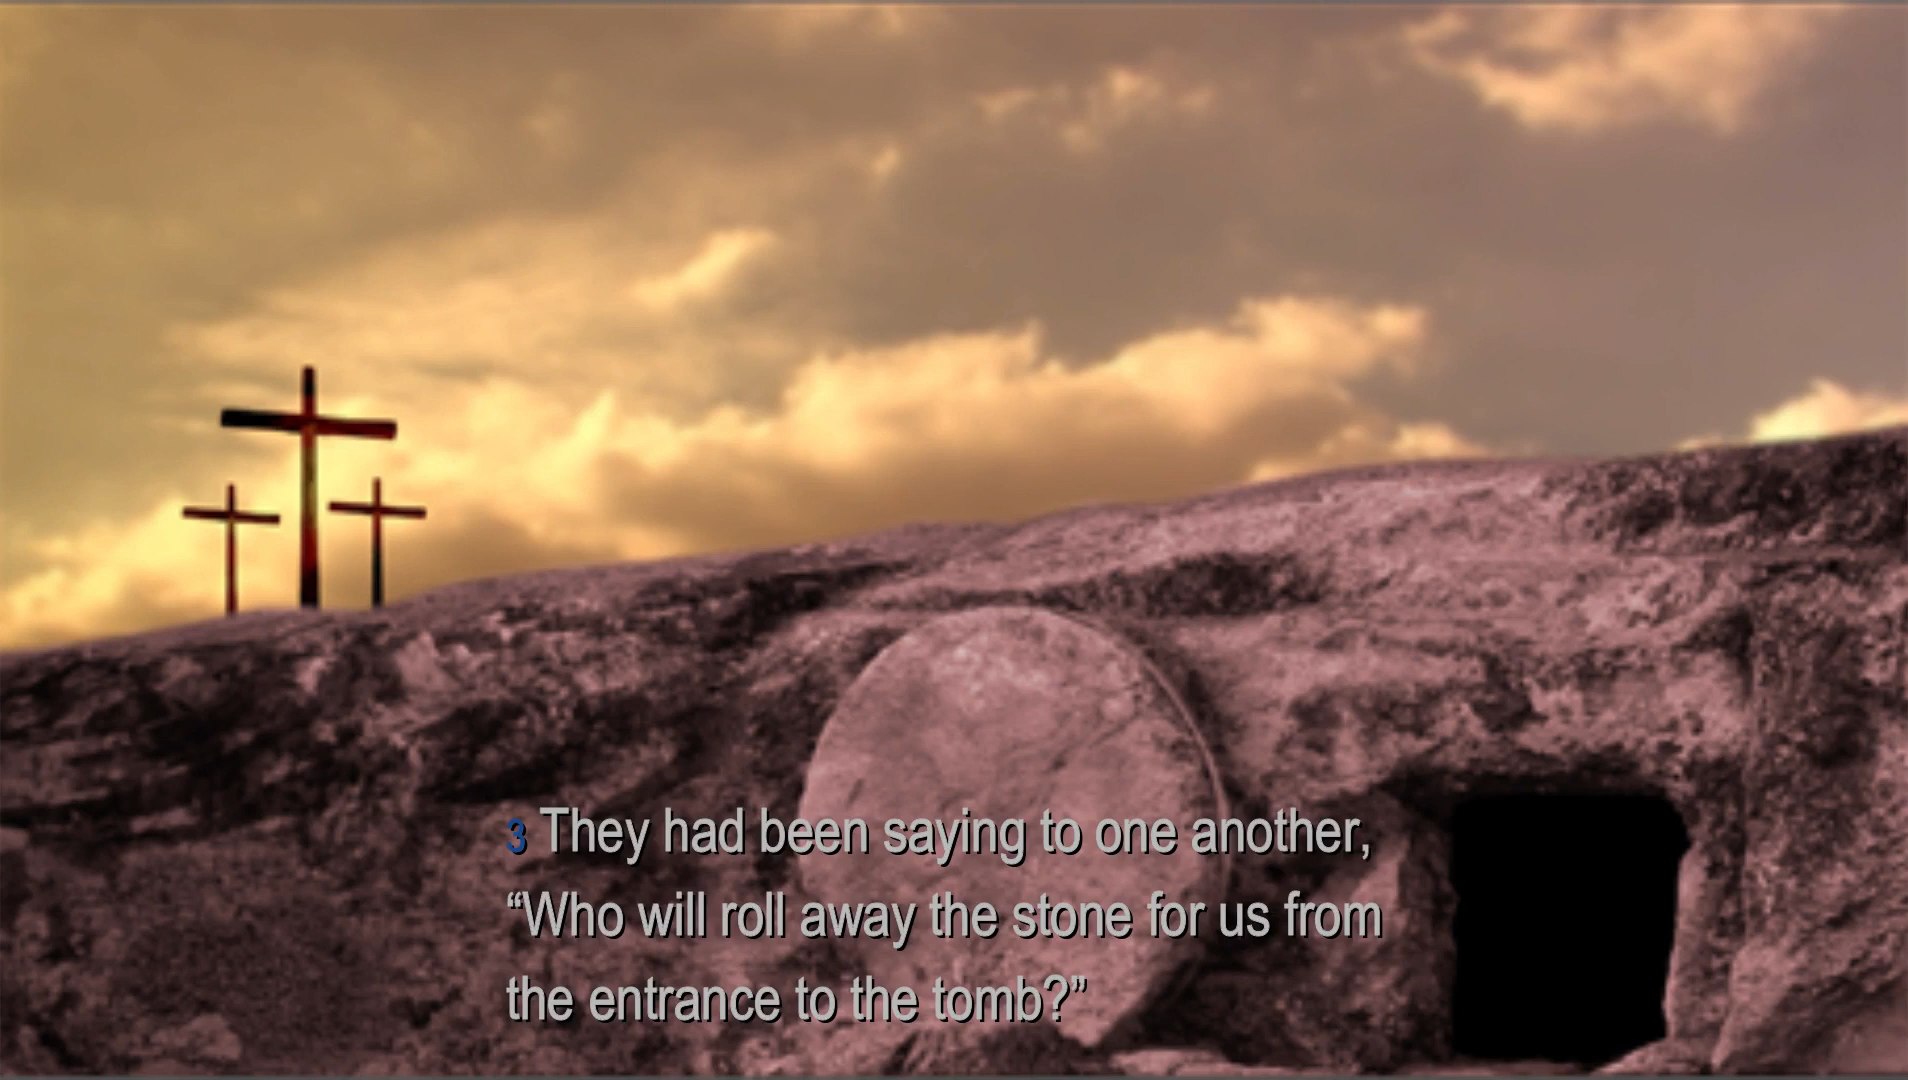 3 They had been saying to one another,
“Who will roll away the stone for us from
the entrance to the tomb?”